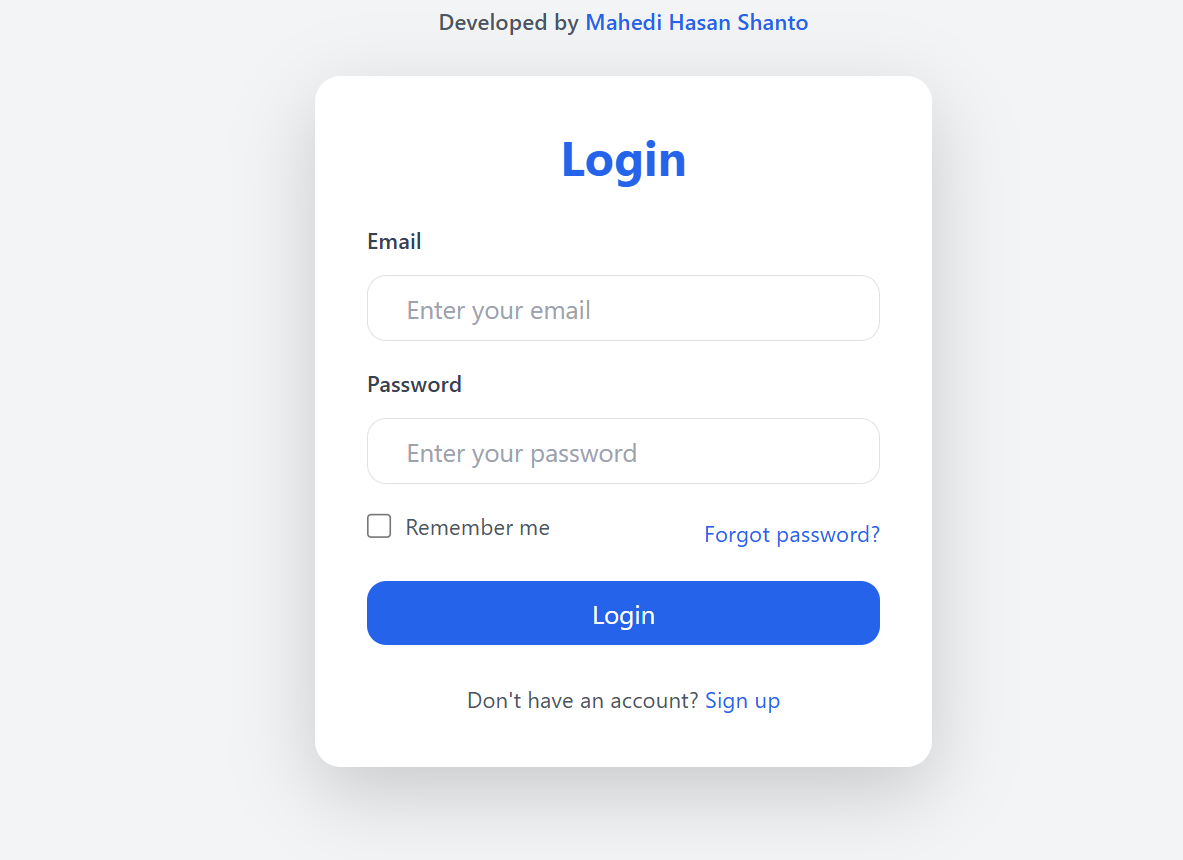 Developed by Mahedi Hasan Shanto
Login
Email
Enter your email
Password
Enter your password
Remember me
Forgot password?
Login
Don't have an account? Sign up